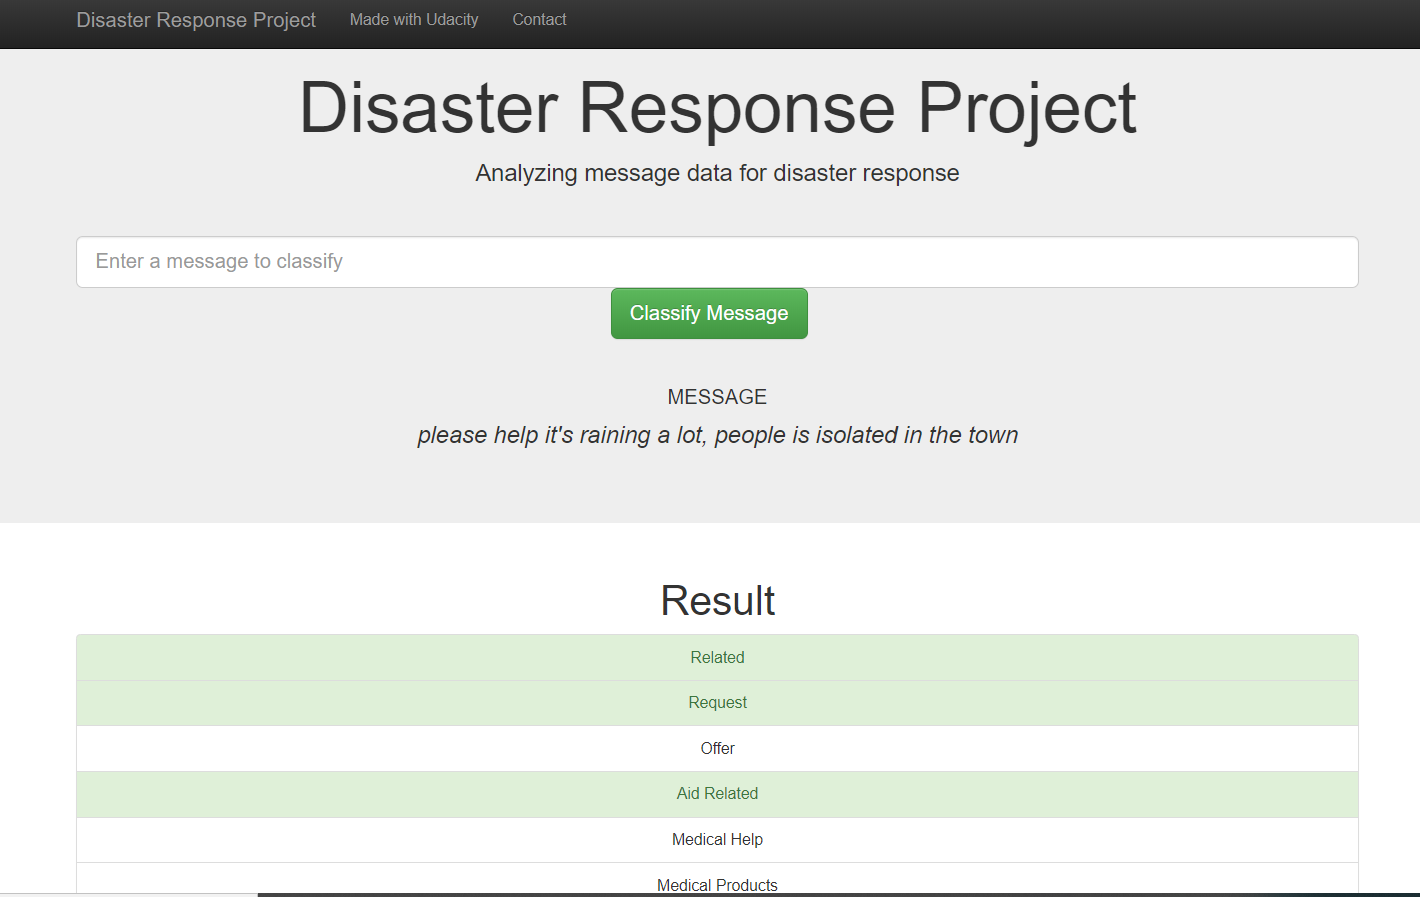 Disaster Response Project Made with Udacity Contact
Disaster Response Project
Analyzing message data for disaster response
Enter a message to classify
Classify Message
MESSAGE
please help it's raining a lot, people is isolated in the town
Result
Related
Request
Offer
Aid Related
Medical Help
Medical Products